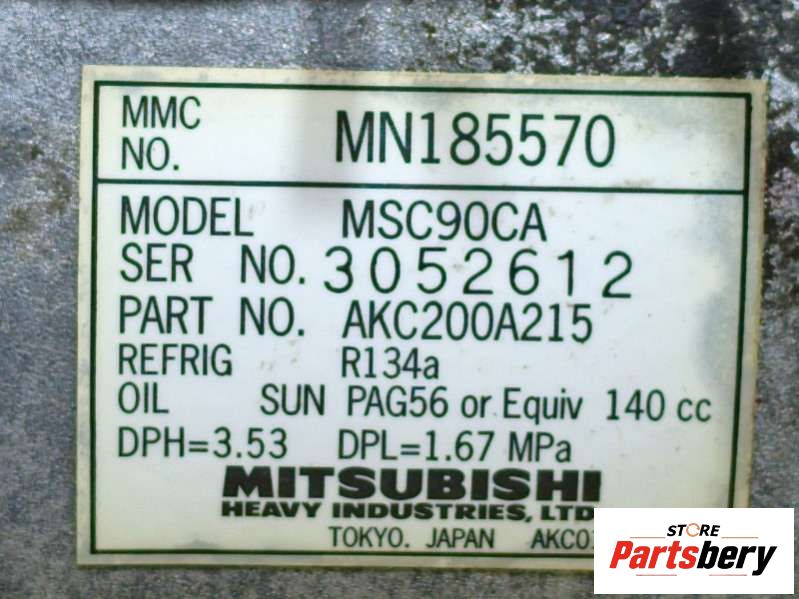 MMC NO. MN185570
MODEL MSC90CA
SER NO. 3052612
PART NO. AKC200A215
REFRIG R134a
OIL SUN PAG56 or Equiv 140 cc
DPH=3.53 DPL=1.67 MPa
MITSUBISHI
HEAVY INDUSTRIES, LTD
TOKYO. JAPAN
STORE
Partsbery